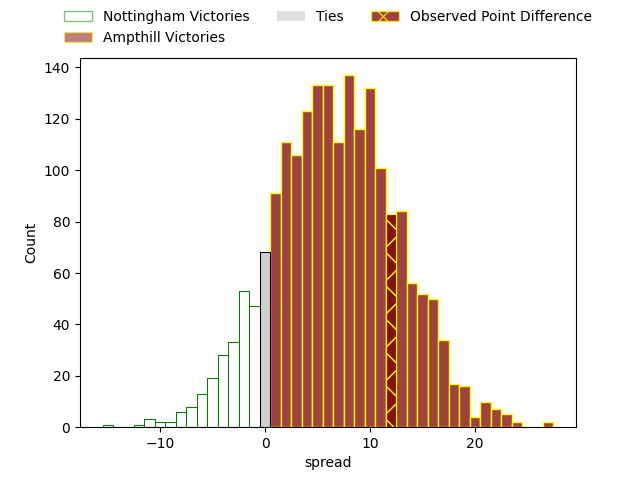 Nottingham Victories
Ties
Observed Point Difference
Ampthill Victories
140
120
100
80
60
40
20
0
Count
−10
0
10
20
spread